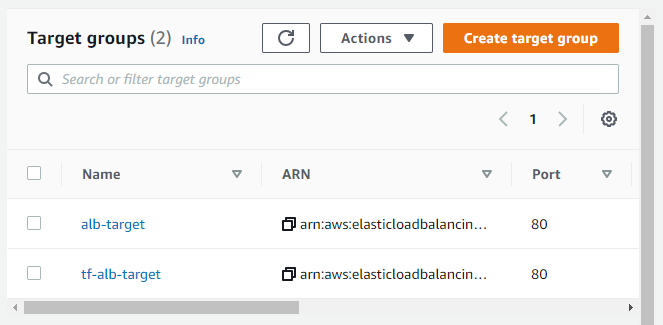 Target groups (2) Info
Actions
Create target group
Search or filter target groups
1
Name ARN Port
alb-target arn:aws:elasticloadbalancin... 80
tf-alb-target arn:aws:elasticloadbalancin... 80